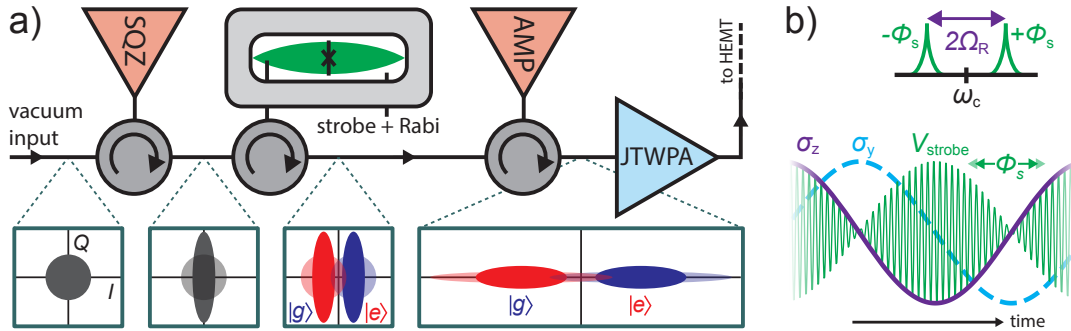 a)
SQZ
AMP
to HEMT
vacuum
input
strobe + Rabi
JTWPA
Q
I
|g⟩
|e⟩
|g⟩
|e⟩
b)
-Φs
2ΩR
+Φs
ωc
σz
σy
Vstrobe
Φs
time